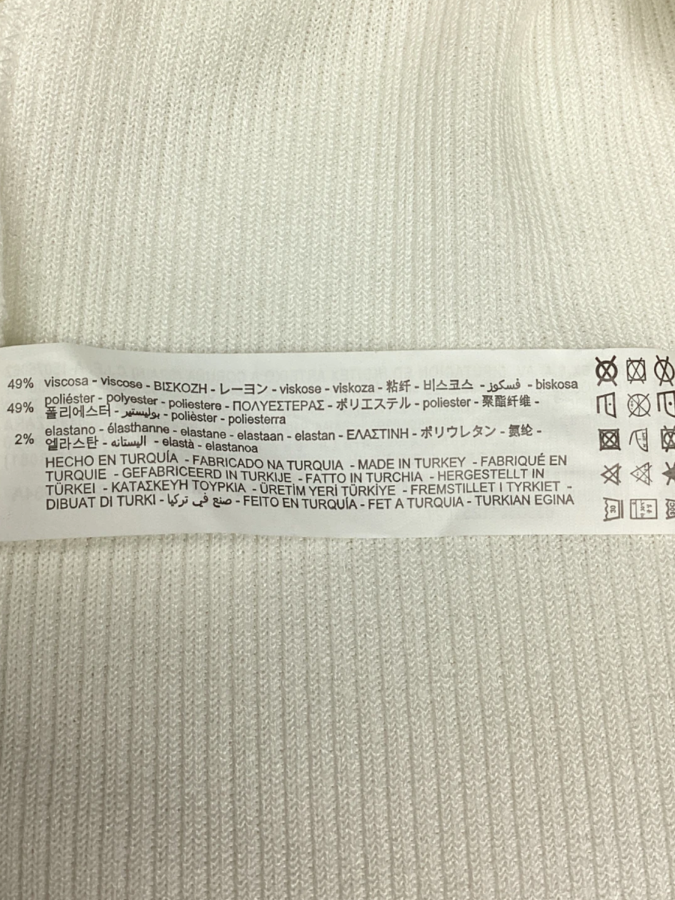 49% viscosa - viscose - ΒΙΣΚΟΖΗ - レーヨン - viskose - viskoza - 粘纤 - 비스코스 - فسكوز - biskosa
49% poliéster - polyester - poliestere - ΠΟΛΥΕΣΤΕΡΑΣ - ポリエステル - poliester - 聚酯纤维 -
폴리에스터 - بوليستير - polièster - poliesterra
2% elastano - élasthanne - elastane - elastaan - elastan - ΕΛΑΣΤΙΝΗ - ポリウレタン - 氨纶 -
엘라스탄 - اليستانه - elastà - elastanoa
HECHO EN TURQUÍA - FABRICADO NA TURQUIA - MADE IN TURKEY - FABRIQUÉ EN
TURQUIE - GEFABRICEERD IN TURKIJE - FATTO IN TURCHIA - HERGESTELLT IN
TÜRKEI - ΚΑΤΑΣΚΕΥΗ ΤΟΥΡΚΙΑ - ÜRETİM YERİ TÜRKİYE - FREMSTILLET I TYRKIET -
DIBUAT DI TURKI - صنع في تركيا - FEITO EN TURQUÍA - FET A TURQUIA - TURKIAN EGINA